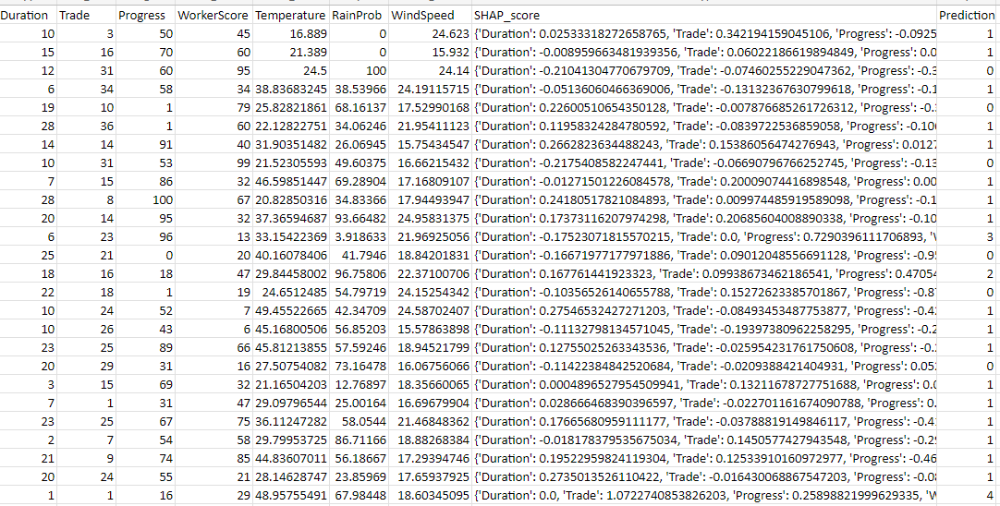 Duration Trade Progress WorkerScore Temperature RainProb WindSpeed SHAP_score Prediction
10 3 50 45 16.889 0 24.623 {'Duration': 0.02533318272658765, 'Trade': 0.342194159045106, 'Progress': -0.0925 1
15 16 70 60 21.389 0 15.932 {'Duration': -0.008959663481939356, 'Trade': 0.06022186619894849, 'Progress': 0.0 1
12 31 60 95 24.5 100 24.14 {'Duration': -0.21041304770679709, 'Trade': -0.07460255229047362, 'Progress': -0.3 0
6 34 58 34 38.83683245 38.53966 24.19115715 {'Duration': -0.05136060466369006, 'Trade': -0.13132367630799618, 'Progress': -0.1 1
19 10 1 79 25.82821861 68.16137 17.52990168 {'Duration': 0.22600510654350128, 'Trade': -0.007876685261726312, 'Progress': -0. 0
28 36 1 60 22.12822751 34.06246 21.95411123 {'Duration': 0.11958324284780592, 'Trade': -0.0839722536859058, 'Progress': -0.10 1
14 14 91 40 31.90351482 26.06945 15.75434547 {'Duration': 0.2662823634488243, 'Trade': 0.15386056474276943, 'Progress': 0.0127 1
10 31 53 99 21.52305593 49.60375 16.66215432 {'Duration': -0.2175408582247441, 'Trade': -0.06690796766252745, 'Progress': -0.13 0
7 15 86 32 46.59851447 69.28904 17.16809107 {'Duration': -0.01271501226084578, 'Trade': 0.20009074416898548, 'Progress': 0.00 1
28 8 100 67 20.82850316 34.83366 17.94493947 {'Duration': 0.24180517821084893, 'Trade': 0.009974485919589098, 'Progress': -0.1 1
20 14 95 32 37.36594687 93.66482 24.95831375 {'Duration': 0.17373116207974298, 'Trade': 0.20685604008890338, 'Progress': -0.10 1
6 23 96 13 33.15422369 3.918633 21.96925056 {'Duration': -0.17523071815570215, 'Trade': 0.0, 'Progress': 0.7290396111706893, 'W 3
25 21 0 20 40.16078406 41.7946 18.84201831 {'Duration': -0.16671977177971886, 'Trade': 0.09012048556691128, 'Progress': -0.9 0
18 16 18 47 29.84458002 96.75806 22.37100706 {'Duration': 0.167761441923323, 'Trade': 0.09938673462186541, 'Progress': 0.4705 2
22 18 1 19 24.6512485 54.79719 24.15254342 {'Duration': -0.10356526140655788, 'Trade': 0.15272623385701867, 'Progress': -0.8 0
10 24 52 7 49.45522665 42.34709 24.58702407 {'Duration': 0.27546532427271203, 'Trade': -0.08493453487753877, 'Progress': -0.4 1
10 26 43 6 45.16800506 56.85203 15.57863898 {'Duration': -0.11132798134571045, 'Trade': -0.19397380962258295, 'Progress': -0.2 1
23 25 89 66 45.81213855 57.59246 18.94521799 {'Duration': 0.12755025263343536, 'Trade': -0.025954231761750608, 'Progress': -0. 1
20 29 31 16 27.50754082 73.16478 16.06756066 {'Duration': -0.11422384842520684, 'Trade': -0.0209388421404931, 'Progress': 0.05 0
3 15 69 32 21.16504203 12.76897 18.35660065 {'Duration': 0.0004896527954509941, 'Trade': 0.13211678727751688, 'Progress': 0.0 1
7 1 31 47 29.09796544 25.00164 16.69679904 {'Duration': 0.028666468390396597, 'Trade': -0.022701161674090788, 'Progress': 0. 1
23 25 67 75 36.11247282 58.0544 21.46848362 {'Duration': 0.17665680959111177, 'Trade': -0.03788819149846117, 'Progress': -0.4 1
2 7 54 58 29.79953725 86.71166 18.88268384 {'Duration': -0.018178379535675034, 'Trade': 0.1450577427943548, 'Progress': -0.2 1
21 9 74 85 44.83607011 56.18667 17.29394746 {'Duration': 0.19522959824119304, 'Trade': 0.12533910160972977, 'Progress': -0.46 1
20 24 55 21 28.14628747 23.85969 17.65937925 {'Duration': 0.2735013526110422, 'Trade': -0.016430068867547203, 'Progress': -0.0 1
1 1 16 29 48.95755491 67.98448 18.60345095 {'Duration': 0.0, 'Trade': 1.0722740853826203, 'Progress': 0.25898821999629335, 'W 4